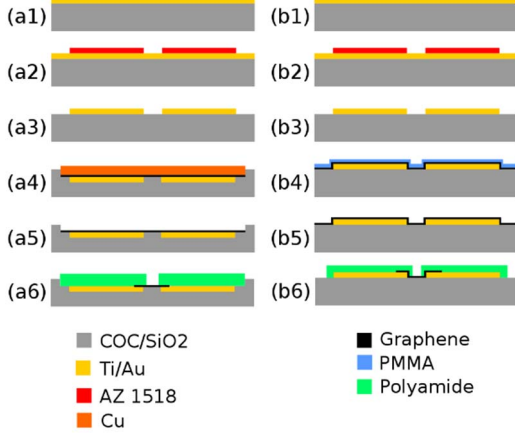 (a1)
(b1)
(a2)
(b2)
(a3)
(b3)
(a4)
(b4)
(a5)
(b5)
(a6)
(b6)
COC/SiO2
Ti/Au
AZ 1518
Cu
Graphene
PMMA
Polyamide